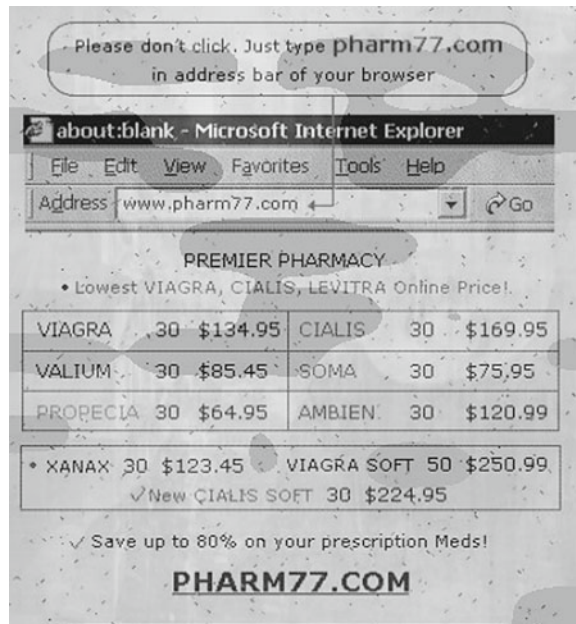 Please don't click. Just type pharm77.com
in address bar of your browser
about:blank - Microsoft Internet Explorer
File Edit View Favorites Tools Help
Address www.pharm77.com Go
PREMIER PHARMACY
• Lowest VIAGRA, CIALIS, LEVITRA Online Price!
VIAGRA 30 $134.95 CIALIS 30 $169.95
VALIUM 30 $85.45 SOMA 30 $75.95
PROPECIA 30 $64.95 AMBIEN 30 $120.99
• XANAX 30 $123.45 VIAGRA SOFT 50 $250.99
✓New CIALIS SOFT 30 $224.95
✓ Save up to 80% on your prescription Meds!
PHARM77.COM